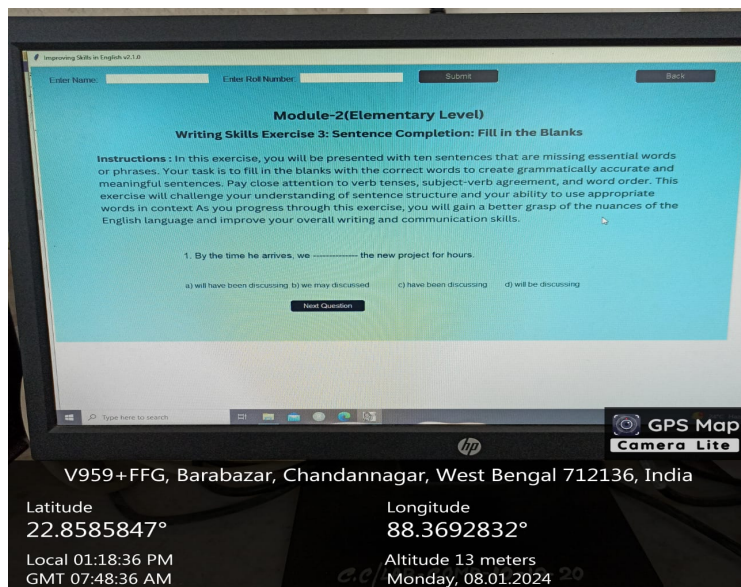 Improving Skills in English v2.1.0
Enter Name: Enter Roll Number: Submit Back
Module-2(Elementary Level)
Writing Skills Exercise 3: Sentence Completion: Fill in the Blanks
Instructions : In this exercise, you will be presented with ten sentences that are missing essential words
or phrases. Your task is to fill in the blanks with the correct words to create grammatically accurate and
meaningful sentences. Pay close attention to verb tenses, subject-verb agreement, and word order. This
exercise will challenge your understanding of sentence structure and your ability to use appropriate
words in context As you progress through this exercise, you will gain a better grasp of the nuances of the
English language and improve your overall writing and communication skills.
1. By the time he arrives, we -------------- the new project for hours.
a) will have been discussing b) we may discussed c) have been discussing d) will be discussing
Next Question
Type here to search
hp
GPS Map
Camera Lite
V959+FFG, Barabazar, Chandannagar, West Bengal 712136, India
Latitude
22.8585847°
Longitude
88.3692832°
Local 01:18:36 PM
GMT 07:48:36 AM
Altitude 13 meters
Monday, 08.01.2024